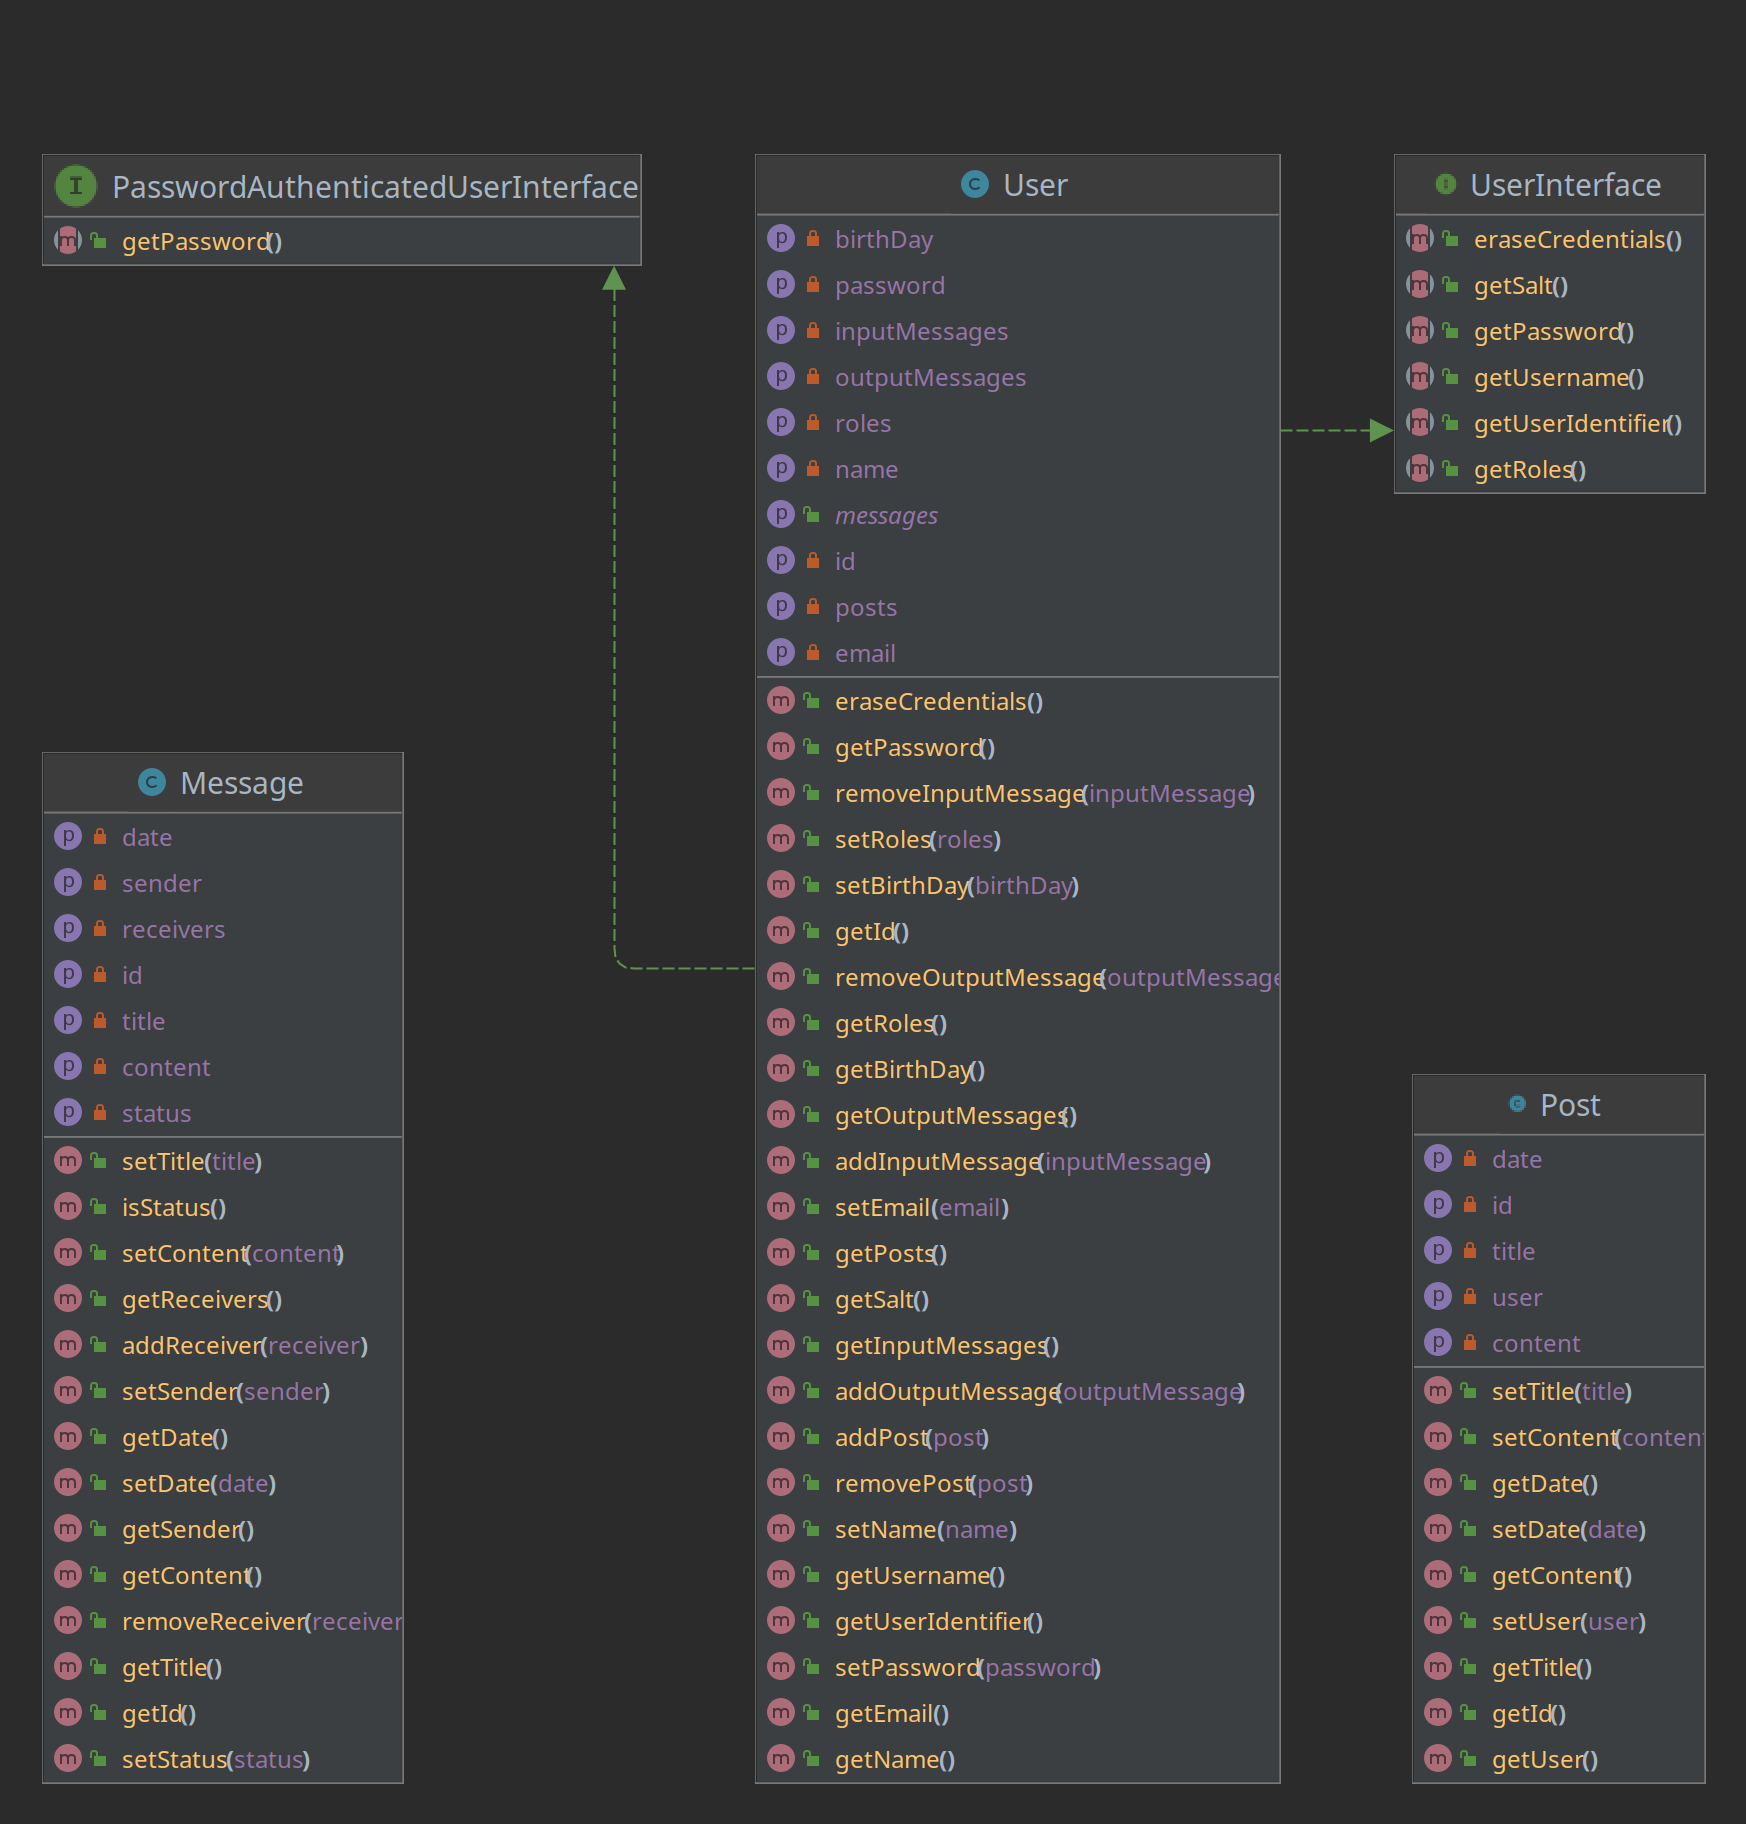 PasswordAuthenticatedUserInterface
getPassword()
User
birthDay
password
inputMessages
outputMessages
roles
name
messages
id
posts
email
eraseCredentials()
getPassword()
removeInputMessage(inputMessage)
setRoles(roles)
setBirthDay(birthDay)
getId()
removeOutputMessage(outputMessage
getRoles()
getBirthDay()
getOutputMessages()
addInputMessage(inputMessage)
setEmail(email)
getPosts()
getSalt()
getInputMessages()
addOutputMessage(outputMessage)
addPost(post)
removePost(post)
setName(name)
getUsername()
getUserIdentifier()
setPassword(password)
getEmail()
getName()
UserInterface
eraseCredentials()
getSalt()
getPassword()
getUsername()
getUserIdentifier()
getRoles()
Message
date
sender
receivers
id
title
content
status
setTitle(title)
isStatus()
setContent(content)
getReceivers()
addReceiver(receiver)
setSender(sender)
getDate()
setDate(date)
getSender()
getContent()
removeReceiver(receiver
getTitle()
getId()
setStatus(status)
Post
date
id
title
user
content
setTitle(title)
setContent(content
getDate()
setDate(date)
getContent()
setUser(user)
getTitle()
getId()
getUser()